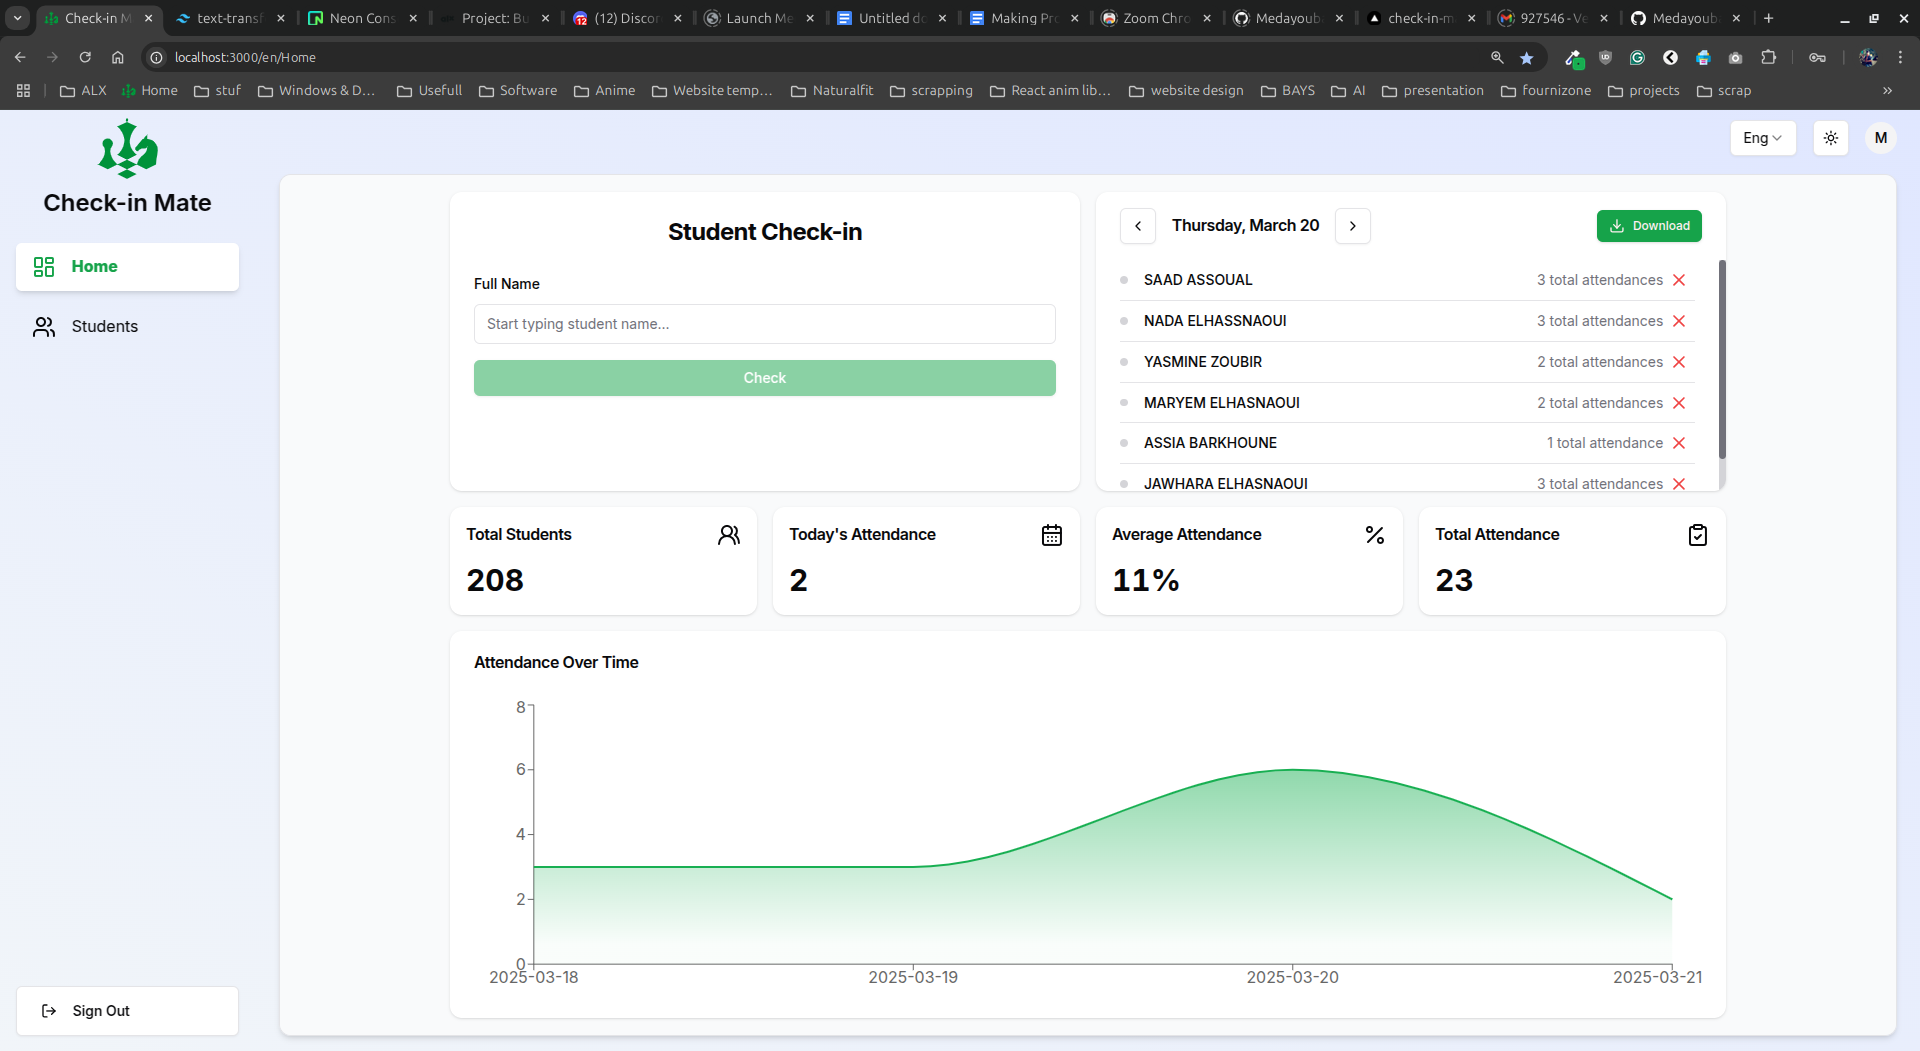 Check-in M
text-transf
Neon Cons
Project: Bu
12
(12) Discor
Launch Me
Untitled do
Making Pro
Zoom Chro
Medayoub
check-in-m
927546 - Ve
Medayoub
localhost:3000/en/Home
ALX
Home
stuf
Windows & D...
Usefull
Software
Anime
Website temp...
Naturalfit
scrapping
React anim lib...
website design
BAYS
AI
presentation
fournizone
projects
scrap
Eng
M
Check-in Mate
Home
Students
Sign Out
Student Check-in
Full Name
Start typing student name...
Check
Thursday, March 20
Download
SAAD ASSOUAL 3 total attendances
NADA ELHASSNAOUI 3 total attendances
YASMINE ZOUBIR 2 total attendances
MARYEM ELHASNAOUI 2 total attendances
ASSIA BARKHOUNE 1 total attendance
JAWHARA ELHASNAOUI 3 total attendances
Total Students
208
Today's Attendance
2
Average Attendance
11%
Total Attendance
23
Attendance Over Time
8
6
4
2
0
2025-03-18
2025-03-19
2025-03-20
2025-03-21